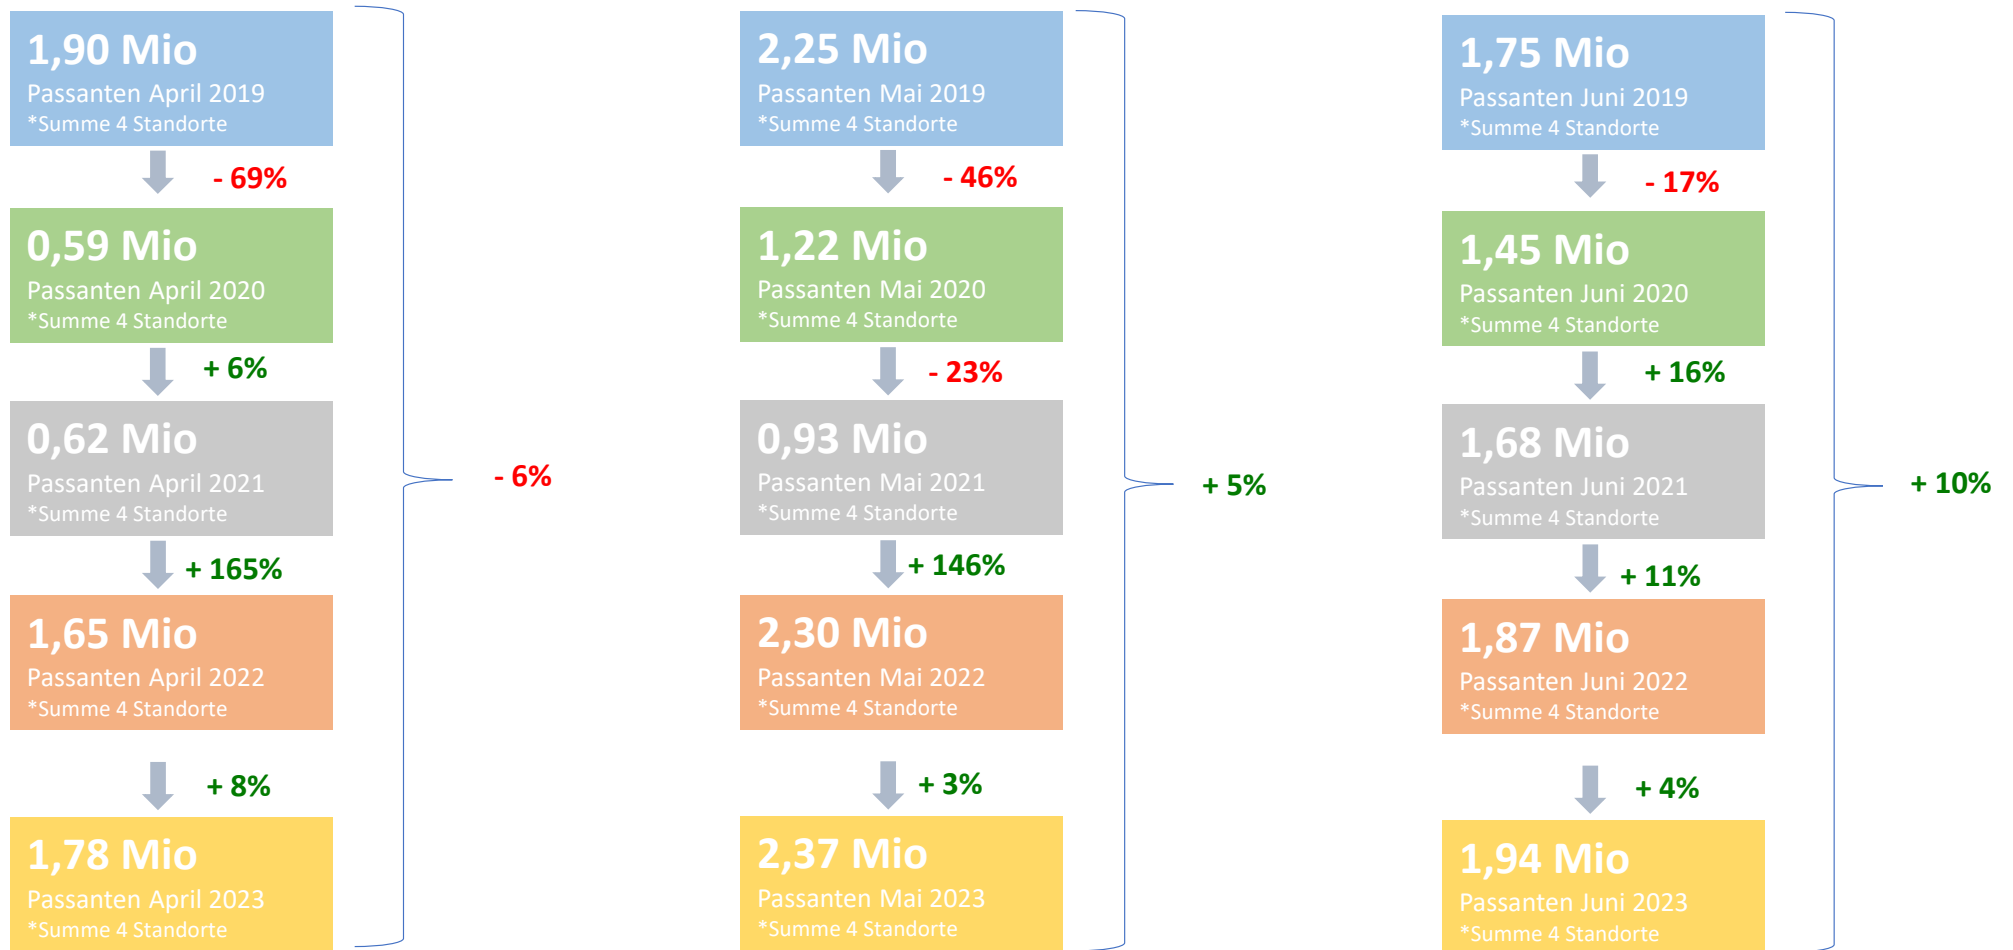 1,90 Mio
Passanten April 2019
*Summe 4 Standorte
- 69%
0,59 Mio
Passanten April 2020
*Summe 4 Standorte
+ 6%
0,62 Mio
Passanten April 2021
*Summe 4 Standorte
+ 165%
1,65 Mio
Passanten April 2022
*Summe 4 Standorte
+ 8%
1,78 Mio
Passanten April 2023
*Summe 4 Standorte
- 6%
2,25 Mio
Passanten Mai 2019
*Summe 4 Standorte
- 46%
1,22 Mio
Passanten Mai 2020
*Summe 4 Standorte
- 23%
0,93 Mio
Passanten Mai 2021
*Summe 4 Standorte
+ 146%
2,30 Mio
Passanten Mai 2022
*Summe 4 Standorte
+ 3%
2,37 Mio
Passanten Mai 2023
*Summe 4 Standorte
+ 5%
1,75 Mio
Passanten Juni 2019
*Summe 4 Standorte
- 17%
1,45 Mio
Passanten Juni 2020
*Summe 4 Standorte
+ 16%
1,68 Mio
Passanten Juni 2021
*Summe 4 Standorte
+ 11%
1,87 Mio
Passanten Juni 2022
*Summe 4 Standorte
+ 4%
1,94 Mio
Passanten Juni 2023
*Summe 4 Standorte
+ 10%